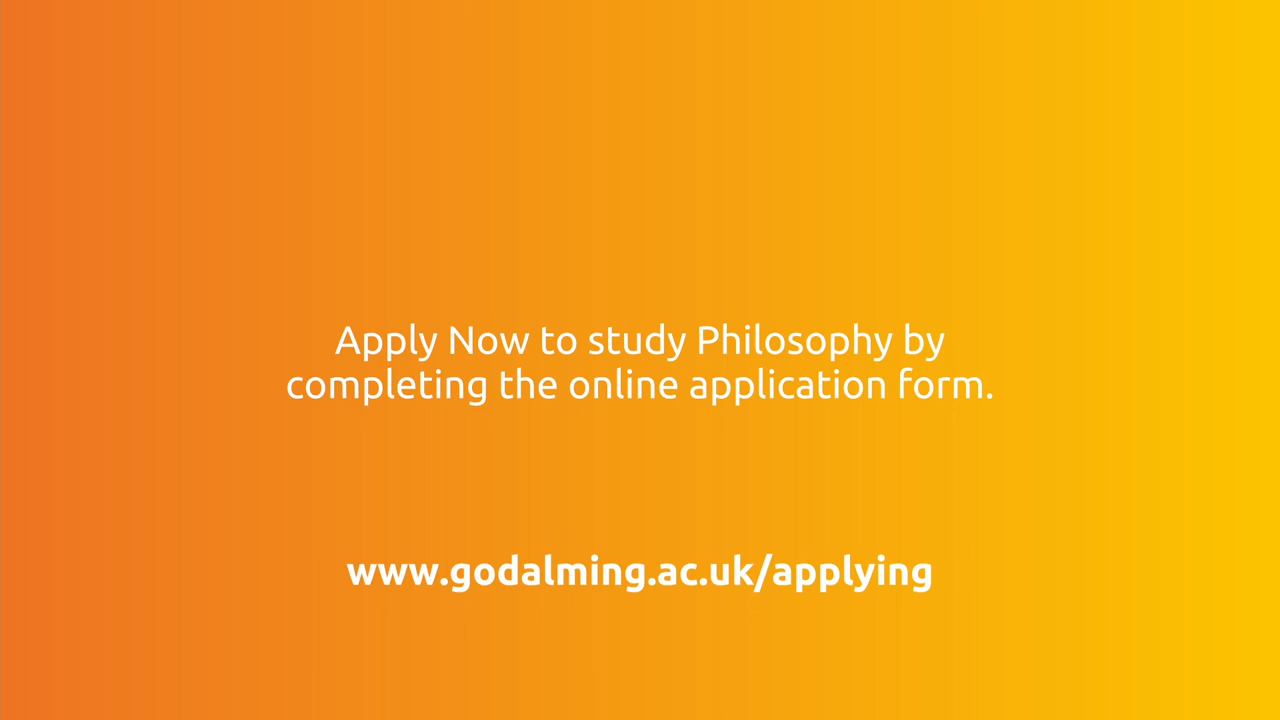 Apply Now to study Philosophy by
completing the online application form.
www.godalming.ac.uk/applying